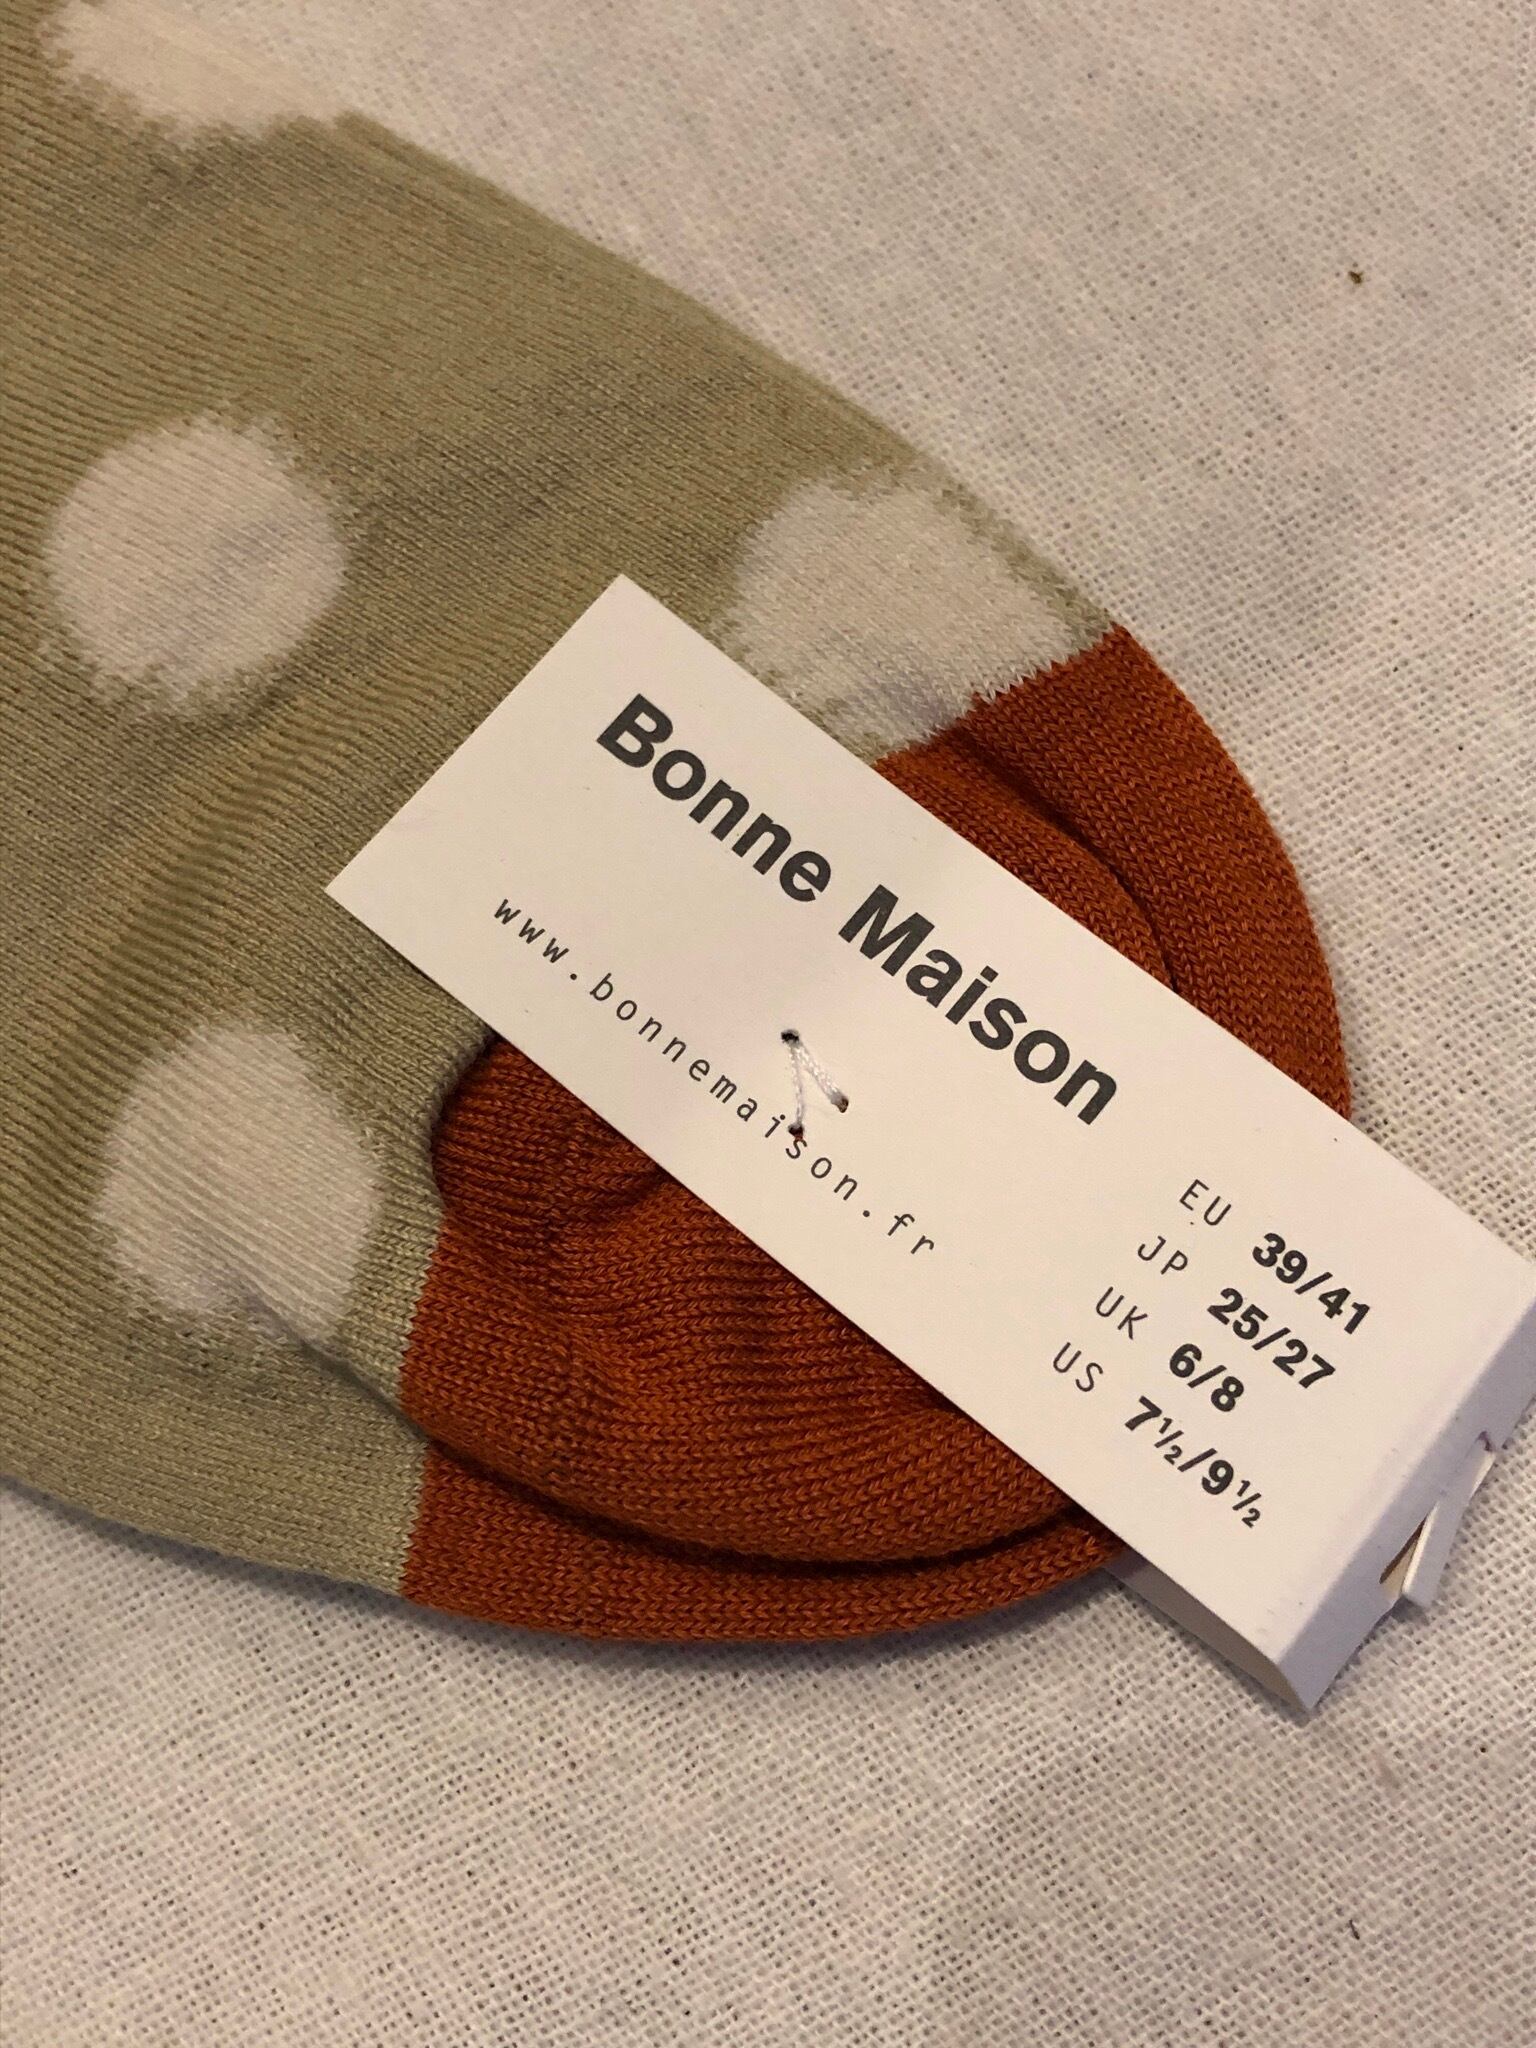 Bonne Maison
www.bonnemaison.fr
EU 39/41
JP 25/27
UK 6/8
US 7½/9½